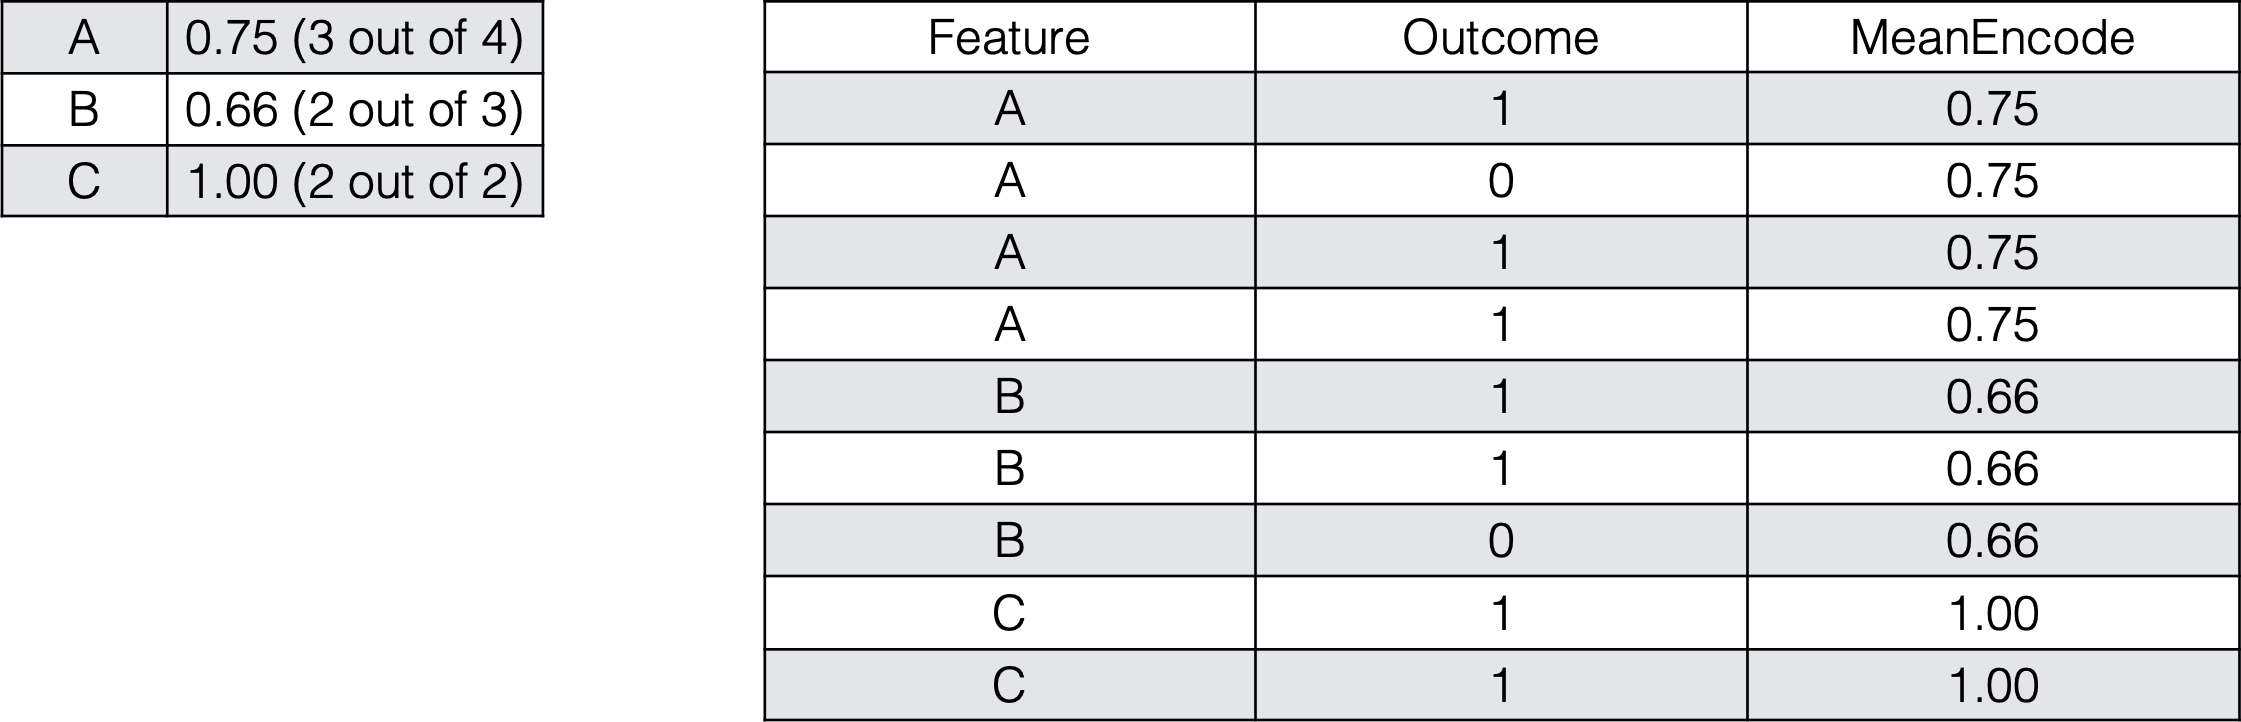 A 0.75 (3 out of 4)
B 0.66 (2 out of 3)
C 1.00 (2 out of 2)
Feature Outcome MeanEncode
A 1 0.75
A 0 0.75
A 1 0.75
A 1 0.75
B 1 0.66
B 1 0.66
B 0 0.66
C 1 1.00
C 1 1.00